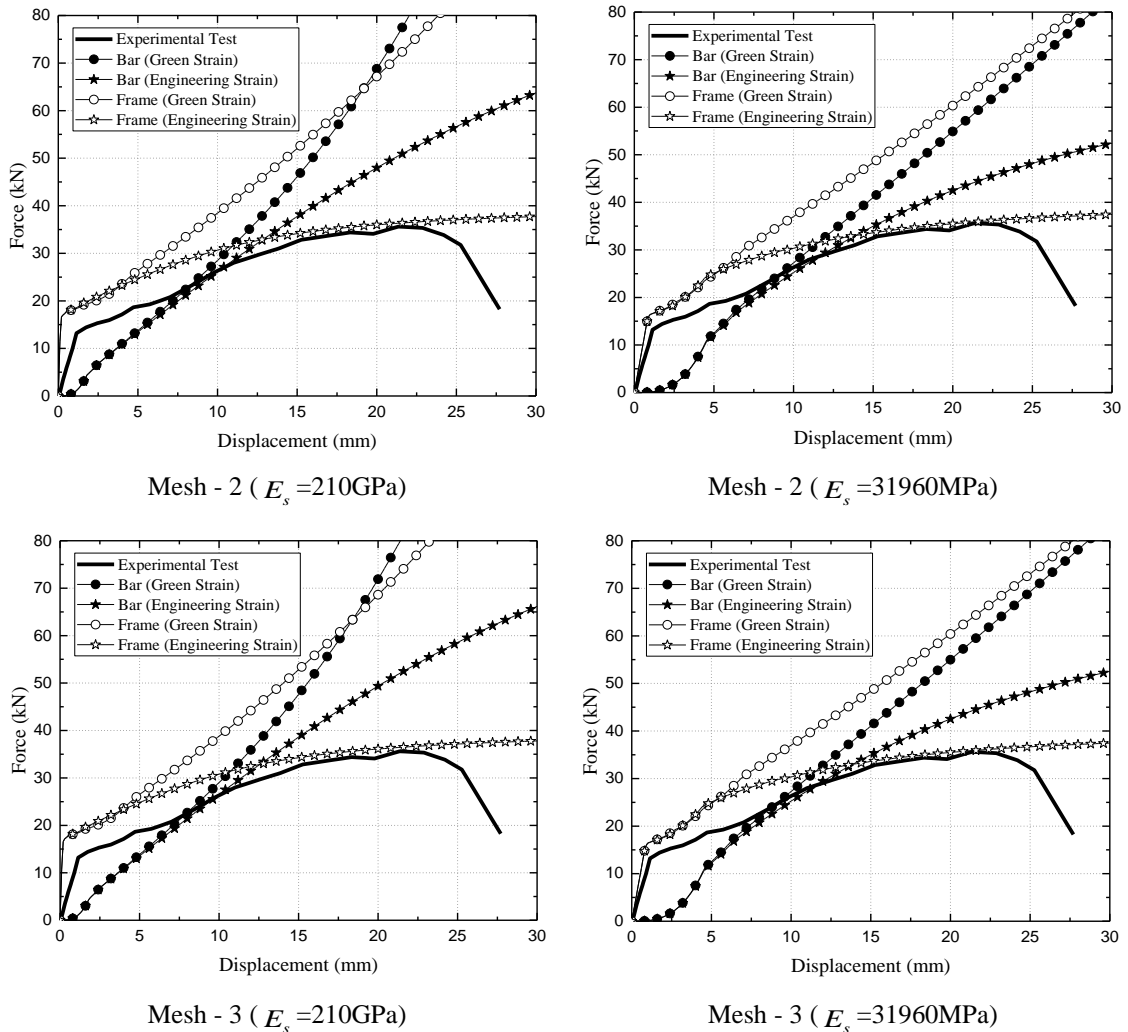 80
70
60
50
40
30
20
10
0
Force (kN)
Experimental Test
Bar (Green Strain)
Bar (Engineering Strain)
Frame (Green Strain)
Frame (Engineering Strain)
0 5 10 15 20 25 30
Displacement (mm)
Mesh - 2 ( E_s =210GPa)
80
70
60
50
40
30
20
10
0
Force (kN)
Experimental Test
Bar (Green Strain)
Bar (Engineering Strain)
Frame (Green Strain)
Frame (Engineering Strain)
0 5 10 15 20 25 30
Displacement (mm)
Mesh - 2 ( E_s =31960MPa)
80
70
60
50
40
30
20
10
0
Force (kN)
Experimental Test
Bar (Green Strain)
Bar (Engineering Strain)
Frame (Green Strain)
Frame (Engineering Strain)
0 5 10 15 20 25 30
Displacement (mm)
Mesh - 3 ( E_s =210GPa)
80
70
60
50
40
30
20
10
0
Force (kN)
Experimental Test
Bar (Green Strain)
Bar (Engineering Strain)
Frame (Green Strain)
Frame (Engineering Strain)
0 5 10 15 20 25 30
Displacement (mm)
Mesh - 3 ( E_s =31960MPa)